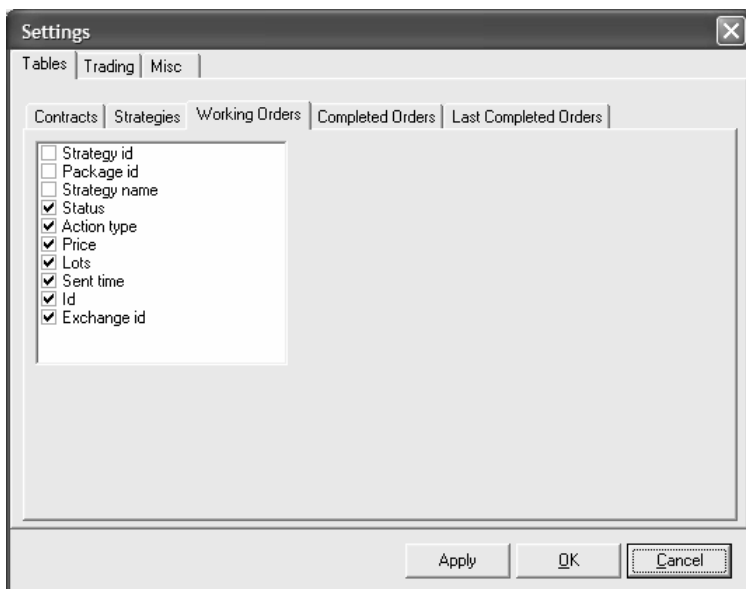 Settings
Tables Trading Misc
Contracts Strategies Working Orders Completed Orders Last Completed Orders
Strategy id
Package id
Strategy name
Status
Action type
Price
Lots
Sent time
Id
Exchange id
Apply OK Cancel